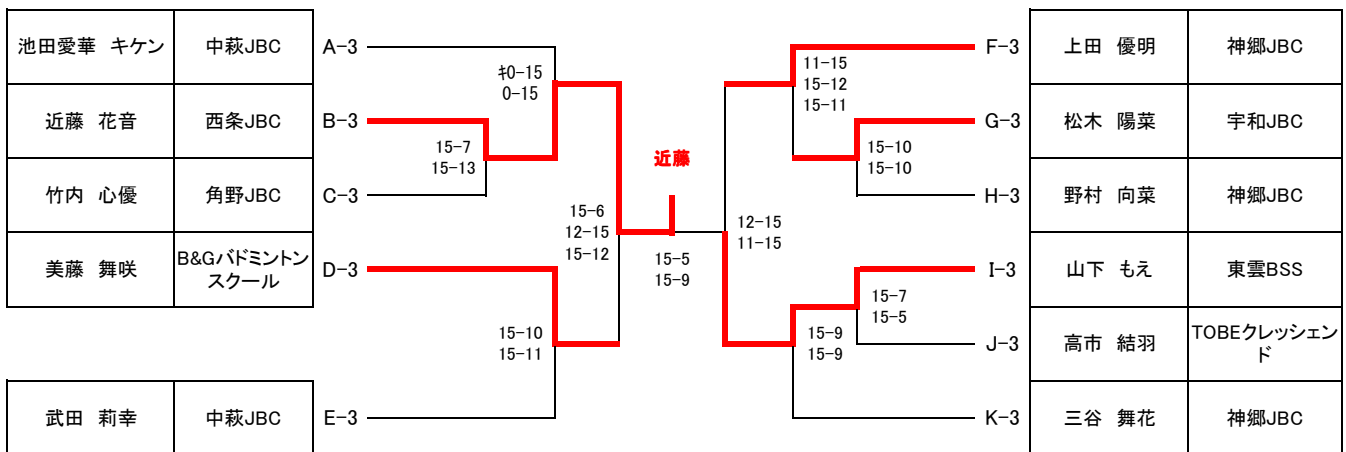 池田愛華 キケン 中萩JBC A-3
近藤 花音 西条JBC B-3
竹内 心優 角野JBC C-3
美藤 舞咲 B&Gバドミントン
スクール D-3
武田 莉幸 中萩JBC E-3
ｷ0-15
0-15
15-7
15-13
15-6
12-15
15-12
15-10
15-11
近藤
15-5
15-9
11-15
15-12
15-11
15-10
15-10
12-15
11-15
15-7
15-5
15-9
15-9
F-3 上田 優明 神郷JBC
G-3 松木 陽菜 宇和JBC
H-3 野村 向菜 神郷JBC
I-3 山下 もえ 東雲BSS
J-3 高市 結羽 TOBEクレッシェン
ド
K-3 三谷 舞花 神郷JBC